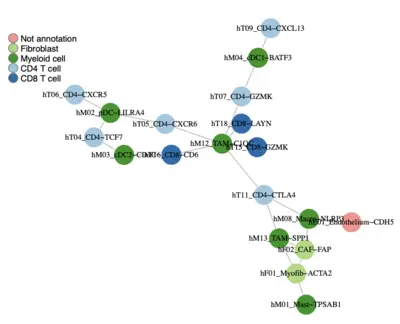 hT09_CD4-CXCL13
Not annotation
Fibroblast
Myeloid cell
CD4 T cell
CD8 T cell
hM04_cDC1-BATF3
hT06_CD4-CXCR5
hT07_CD4-GZMK
hM02_pDC-LILRA4
hT05_CD4-CXCR6
hT18_CD8-LAYN
hT04_CD4-TCF7
hM12_TAM-C1QC
hT15_CD8-GZMK
hM03_cDC2-CD1C
hT16_CD8-CD6
hT11_CD4-CTLA4
hM08_Macro-NLRP3
hE01_Endothelium-CDH5
hM13_TAM-SPP1
hF02_CAF-FAP
hF01_Myofib-ACTA2
hM01_Mast-TPSAB1